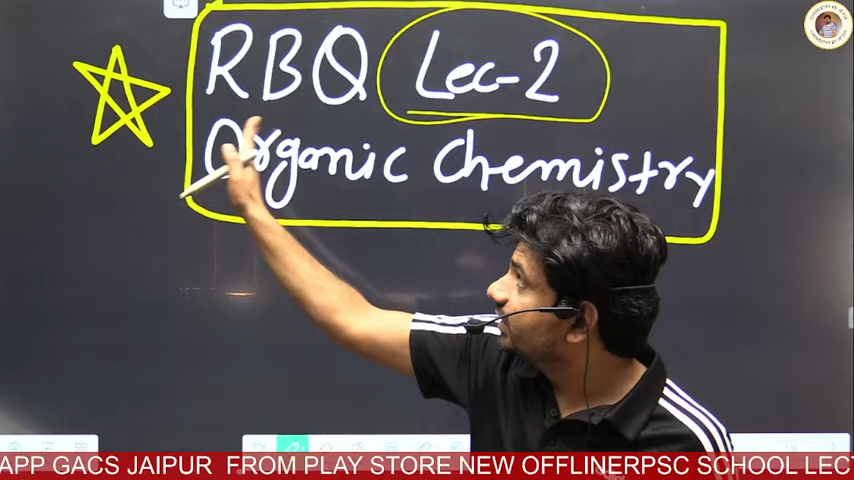 RBQ Lec-2
Organic Chemistry
APP GACS JAIPUR FROM PLAY STORE NEW OFFLINERPSC SCHOOL LECT